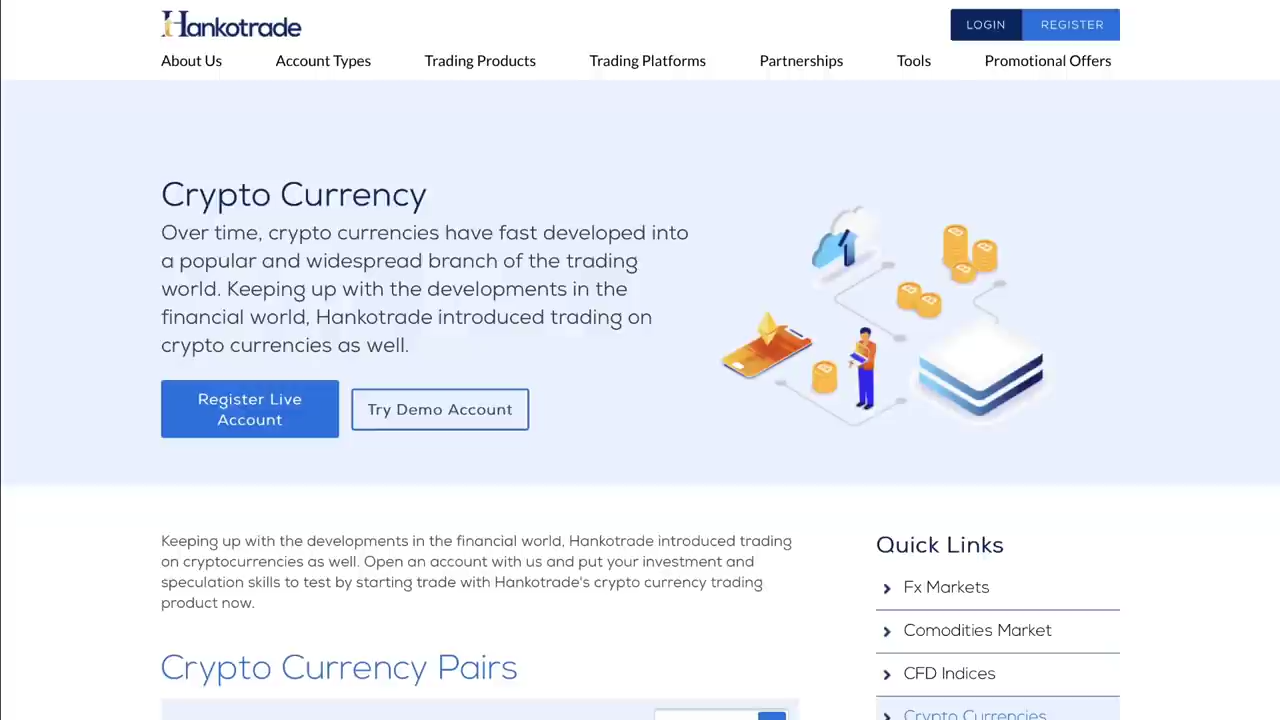 Hankotrade
LOGIN REGISTER
About Us Account Types Trading Products Trading Platforms Partnerships Tools Promotional Offers
Crypto Currency
Over time, crypto currencies have fast developed into
a popular and widespread branch of the trading
world. Keeping up with the developments in the
financial world, Hankotrade introduced trading on
crypto currencies as well.
Register Live
Account
Try Demo Account
Keeping up with the developments in the financial world, Hankotrade introduced trading
on cryptocurrencies as well. Open an account with us and put your investment and
speculation skills to test by starting trade with Hankotrade's crypto currency trading
product now.
Crypto Currency Pairs
Quick Links
Fx Markets
Comodities Market
CFD Indices
Crypto Currencies